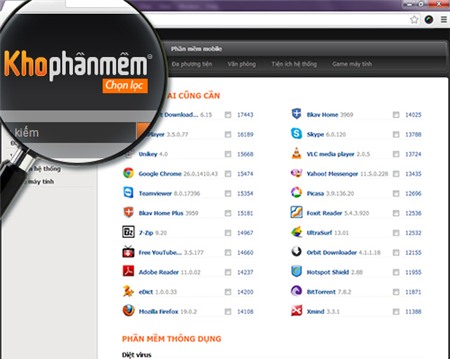 Khophầnmềm
Chọn lọc
kiếm
Phần mềm mobile
Đa phương tiện Văn phòng Tiện ích hệ thống Game máy tính
AI CŨNG CẦN
Download... 6.15 17443 Bkav Home 3969 14025
Player 3.5.0.77 16189 Skype 6.0.120 13788
Unikey 4.0 15668 VLC media player 2.0.5 13724
Google Chrome 26.0.1410.43 15474 Yahoo! Messenger 11.5.0.228 13435
Teamviewer 8.0.17396 15354 Picasa 3.9.136.20 12690
Bkav Home Plus 3959 15181 Foxit Reader 5.4.3.920 12536
7-Zip 9.20 14967 UltraSurf 13.01 12532
Free YouTube... 3.5.177 14660 Orbit Downloader 4.1.1.18 12155
Adobe Reader 11.0.02 14237 Hotspot Shield 2.88 11955
eDict 1.0.0.33 14200 BitTorrent 7.8.2 11871
Mozilla Firefox 19.0.2 14108 Xmind 3.3.1 11388
hệ thống
máy tính
PHẦN MỀM THÔNG DỤNG
Diệt virus